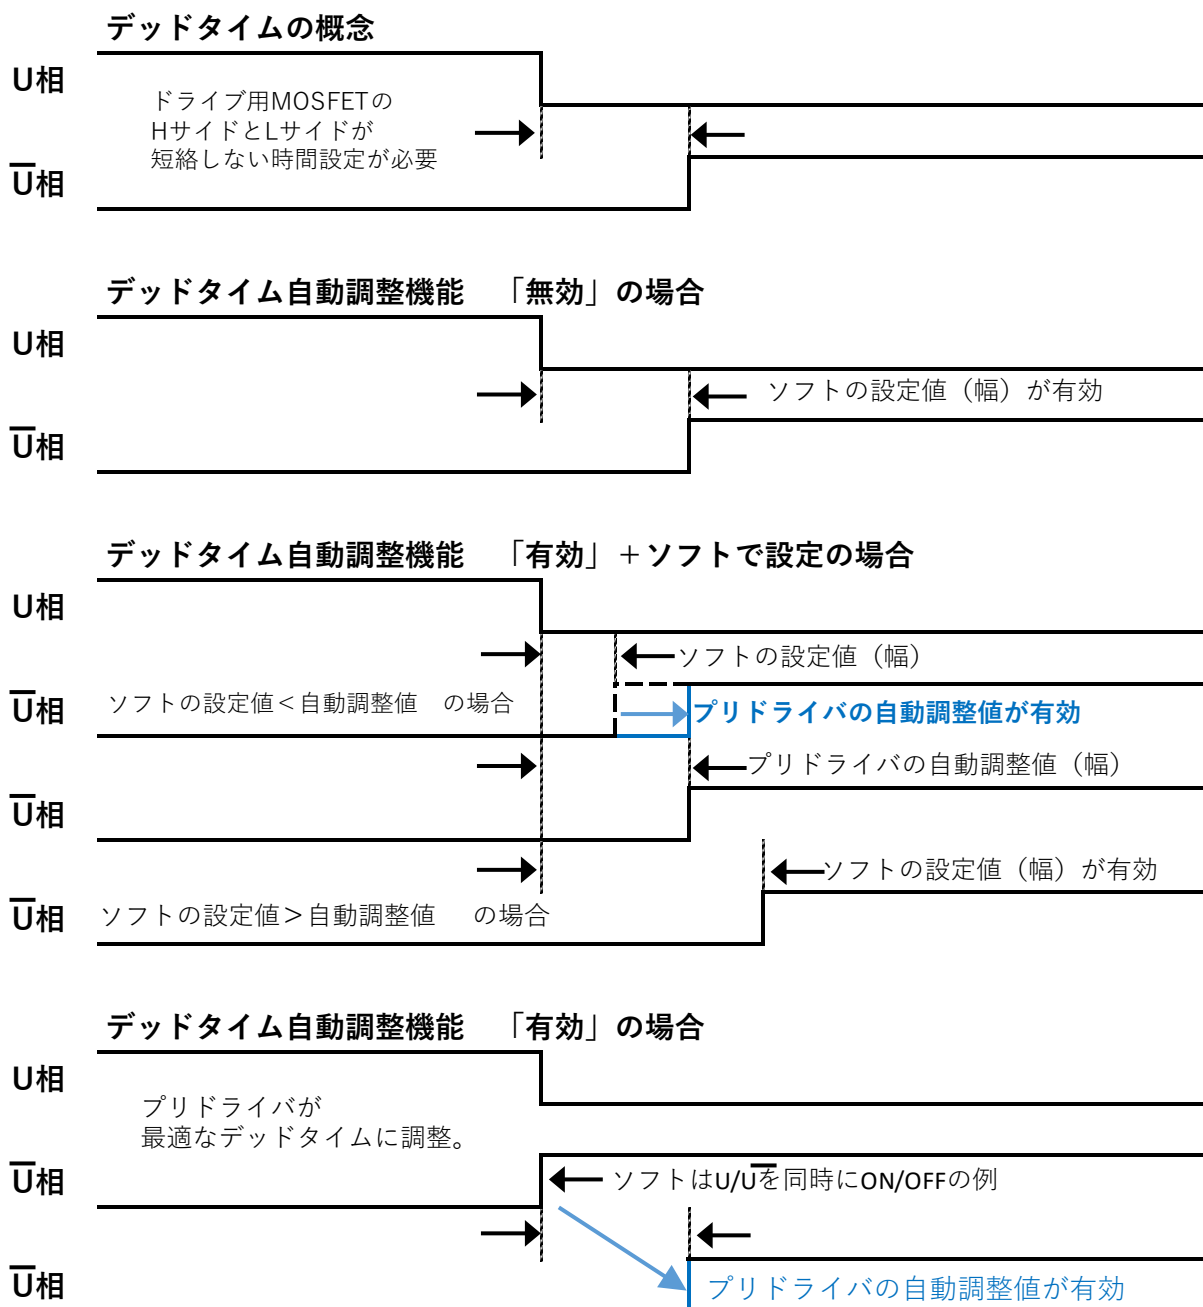 デッドタイムの概念
U相
ドライブ用MOSFETの
HサイドとLサイドが
短絡しない時間設定が必要
U̅相
デッドタイム自動調整機能　「無効」の場合
U相
ソフトの設定値（幅）が有効
U̅相
デッドタイム自動調整機能　「有効」＋ソフトで設定の場合
U相
ソフトの設定値（幅）
U̅相
ソフトの設定値＜自動調整値　の場合
プリドライバの自動調整値が有効
プリドライバの自動調整値（幅）
U̅相
ソフトの設定値（幅）が有効
U̅相
ソフトの設定値＞自動調整値　の場合
デッドタイム自動調整機能　「有効」の場合
U相
プリドライバが
最適なデッドタイムに調整。
U̅相
ソフトはU/U̅を同時にON/OFFの例
U̅相
プリドライバの自動調整値が有効